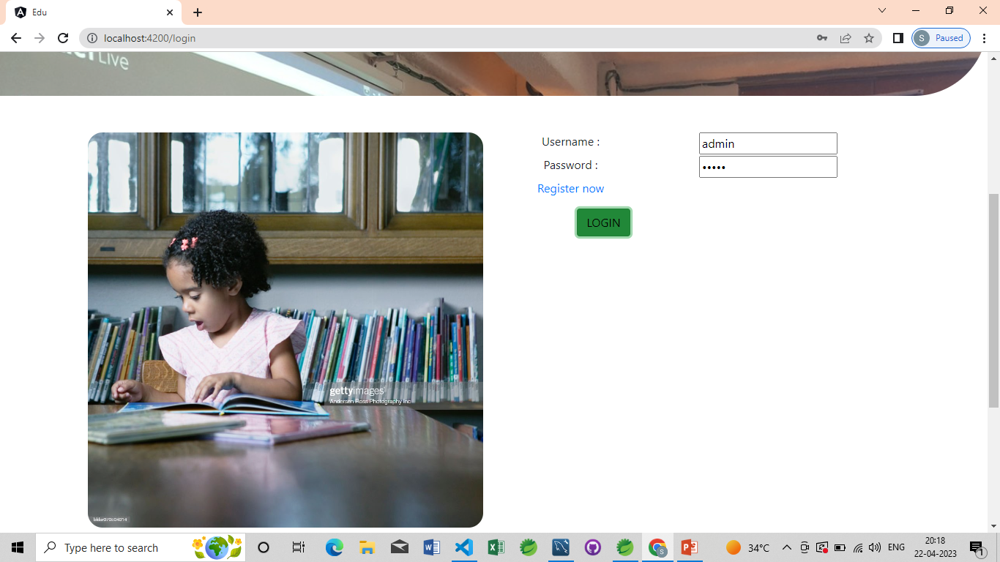 Edu
localhost:4200/login
S
Paused
Live
Username :
admin
Password :
•••••
Register now
LOGIN
gettyimages
Andersen Ross Photography Inc
Type here to search
S
34°C
ENG
20:18
22-04-2023
1